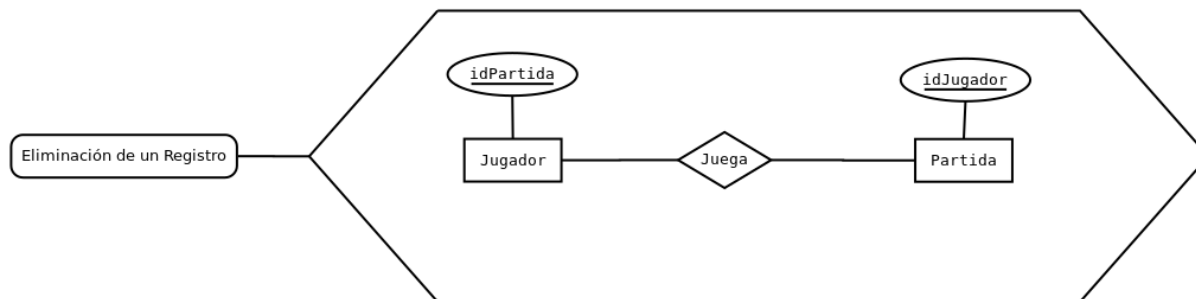 idPartida
idJugador
Eliminación de un Registro
Jugador
Juega
Partida